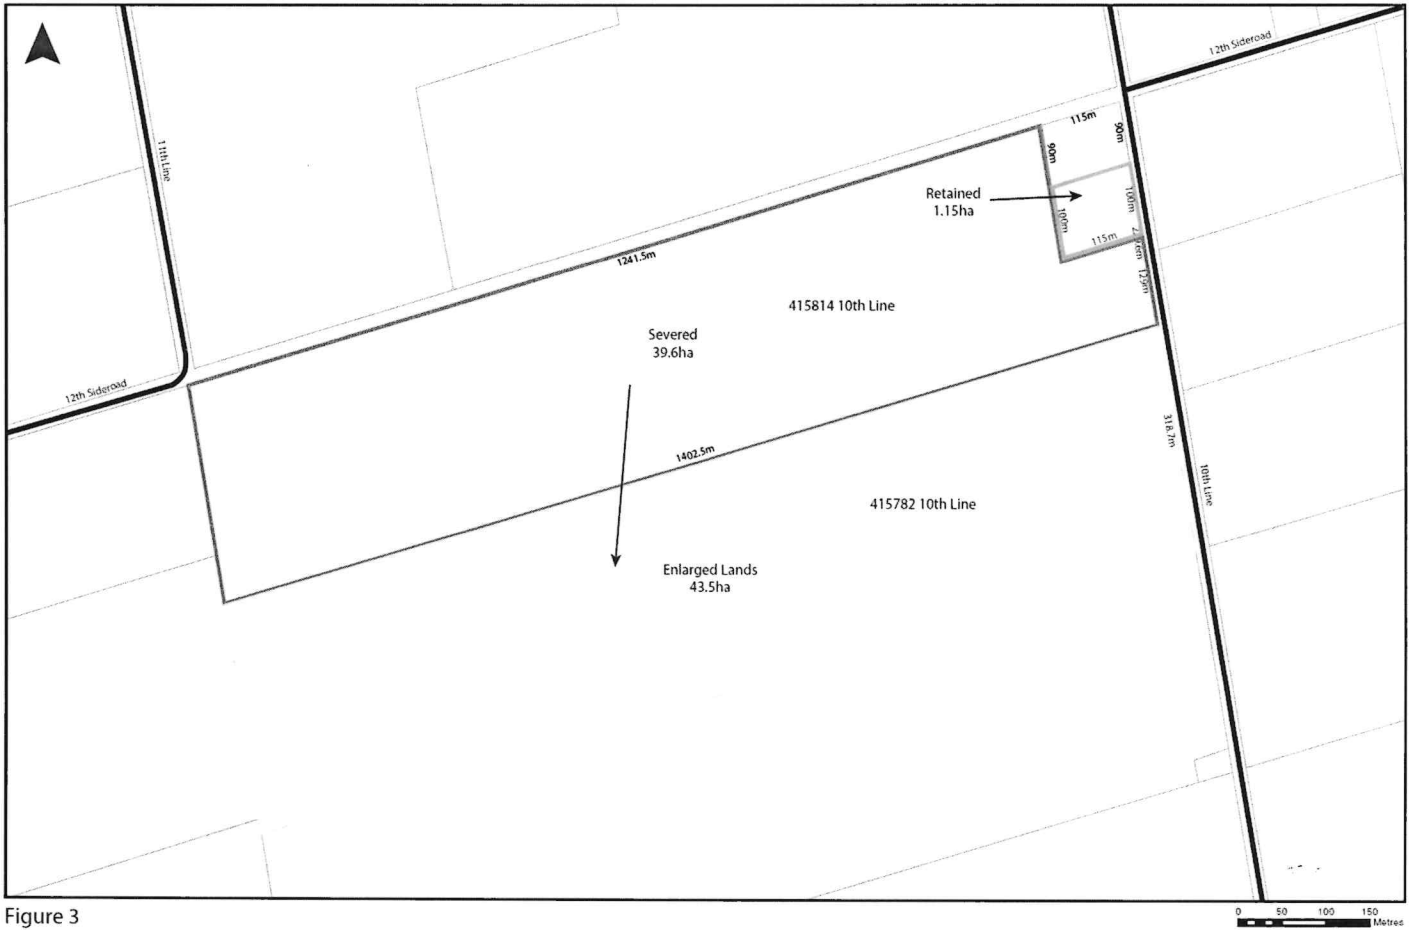 12th Sideroad
11th Line
115m
90m
90m
Retained
1.15ha
100m
100m
115m
129m
1241.5m
415814 10th Line
Severed
39.6ha
12th Sideroad
318.7m
1402.5m
10th Line
415782 10th Line
Enlarged Lands
43.5ha
Figure 3
0 50 100 150
Metres